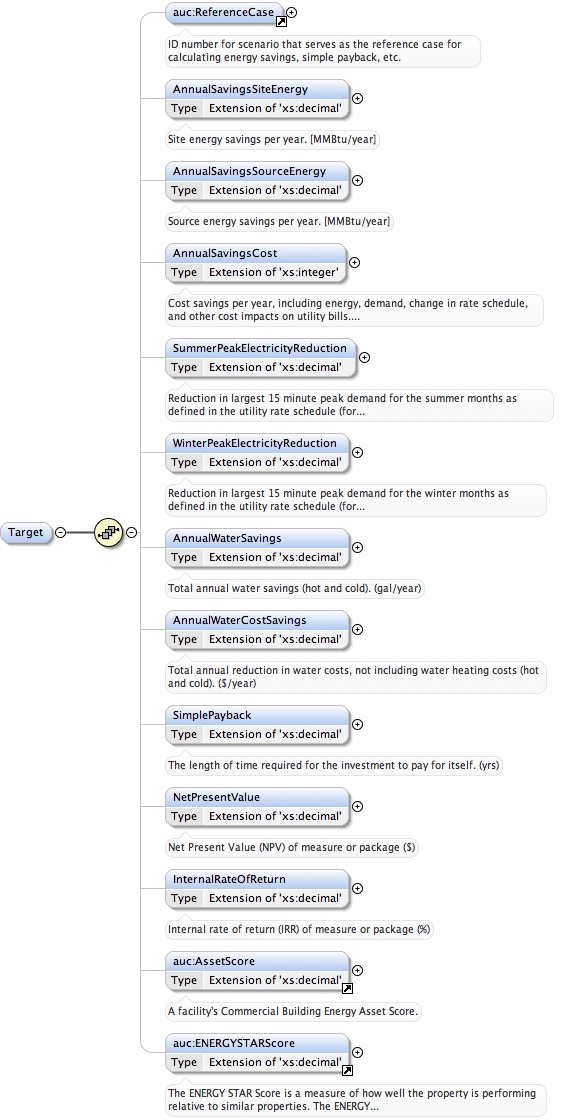 auc:ReferenceCase
ID number for scenario that serves as the reference case for
calculating energy savings, simple payback, etc.
AnnualSavingsSiteEnergy
Type Extension of 'xs:decimal'
Site energy savings per year. [MMBtu/year]
AnnualSavingsSourceEnergy
Type Extension of 'xs:decimal'
Source energy savings per year. [MMBtu/year]
AnnualSavingsCost
Type Extension of 'xs:integer'
Cost savings per year, including energy, demand, change in rate schedule,
and other cost impacts on utility bills....
SummerPeakElectricityReduction
Type Extension of 'xs:decimal'
Reduction in largest 15 minute peak demand for the summer months as
defined in the utility rate schedule (for...
WinterPeakElectricityReduction
Type Extension of 'xs:decimal'
Reduction in largest 15 minute peak demand for the winter months as
defined in the utility rate schedule (for...
Target
AnnualWaterSavings
Type Extension of 'xs:decimal'
Total annual water savings (hot and cold). (gal/year)
AnnualWaterCostSavings
Type Extension of 'xs:decimal'
Total annual reduction in water costs, not including water heating costs (hot
and cold). ($/year)
SimplePayback
Type Extension of 'xs:decimal'
The length of time required for the investment to pay for itself. (yrs)
NetPresentValue
Type Extension of 'xs:decimal'
Net Present Value (NPV) of measure or package ($)
InternalRateOfReturn
Type Extension of 'xs:decimal'
Internal rate of return (IRR) of measure or package (%)
auc:AssetScore
Type Extension of 'xs:decimal'
A facility's Commercial Building Energy Asset Score.
auc:ENERGYSTARScore
Type Extension of 'xs:decimal'
The ENERGY STAR Score is a measure of how well the property is performing
relative to similar properties. The ENERGY...